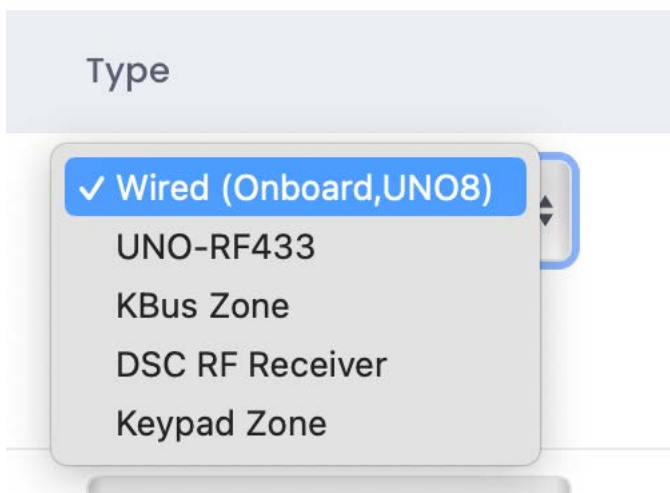 Type
✓ Wired (Onboard,UNO8)
UNO-RF433
KBus Zone
DSC RF Receiver
Keypad Zone